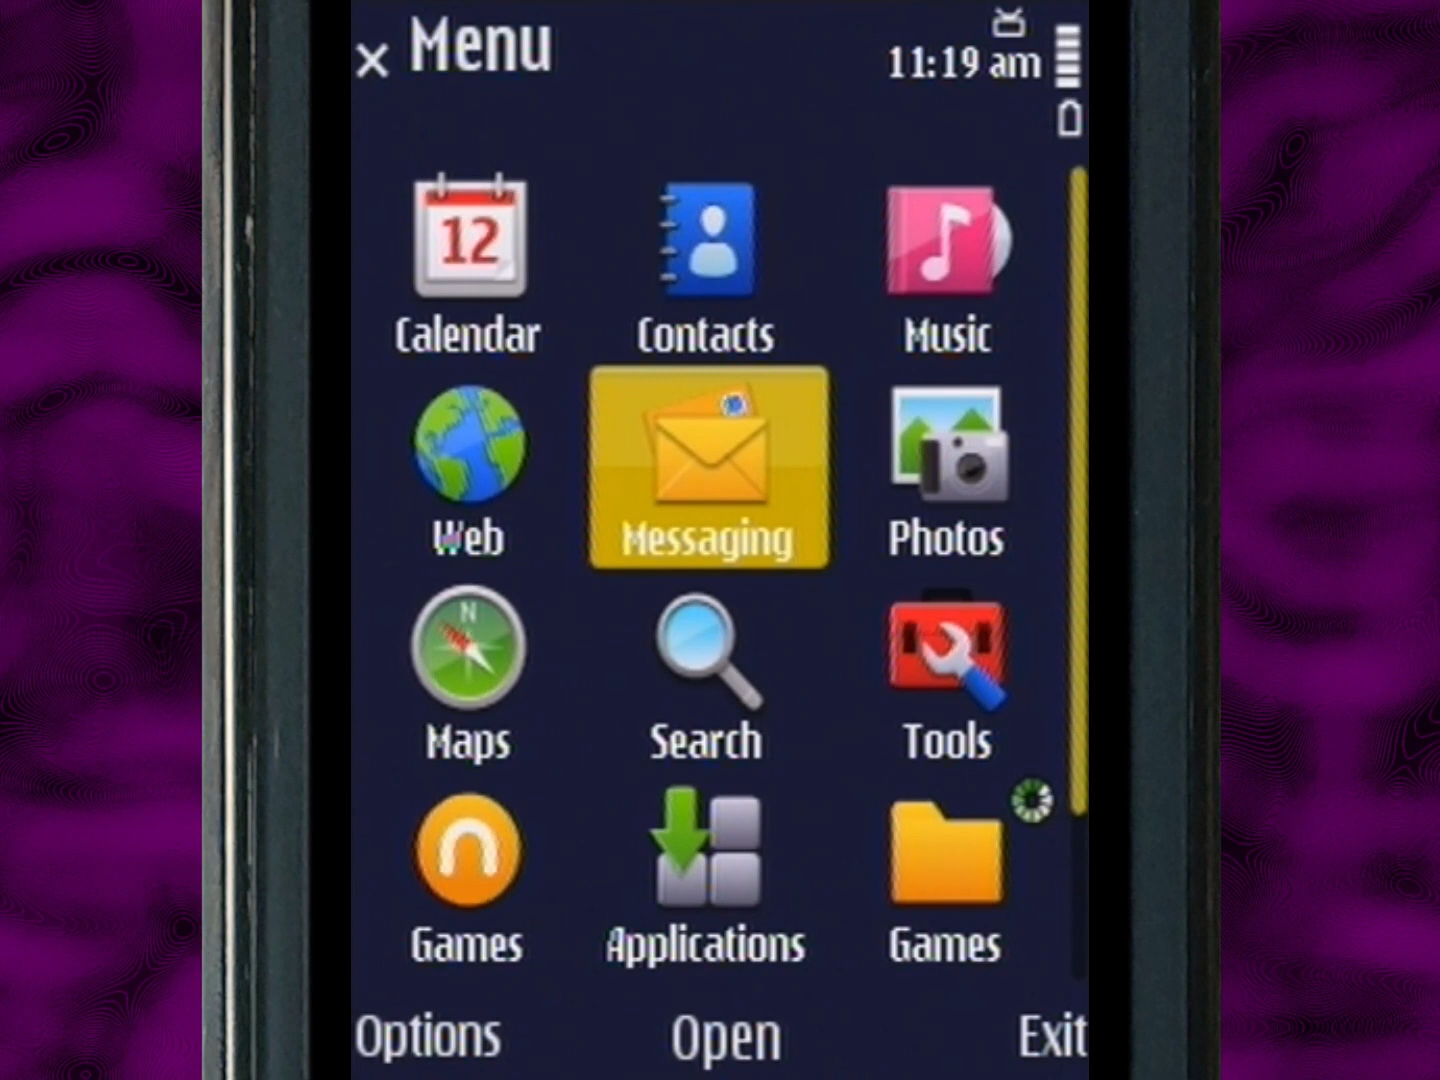 Menu
11:19 am
12
Calendar Contacts Music
Web Messaging Photos
N
Maps Search Tools
Games Applications Games
Options Open Exit